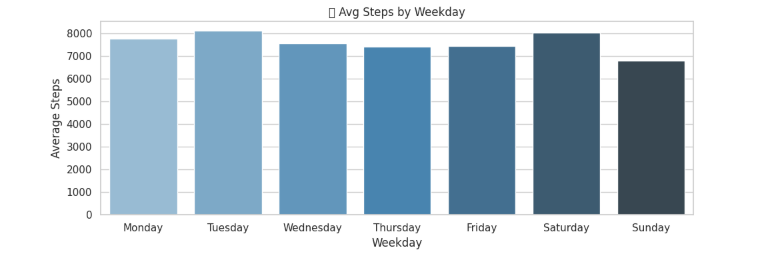 ▯ Avg Steps by Weekday
8000
7000
6000
5000
4000
3000
2000
1000
0
Average Steps
Monday Tuesday Wednesday Thursday Friday Saturday Sunday
Weekday